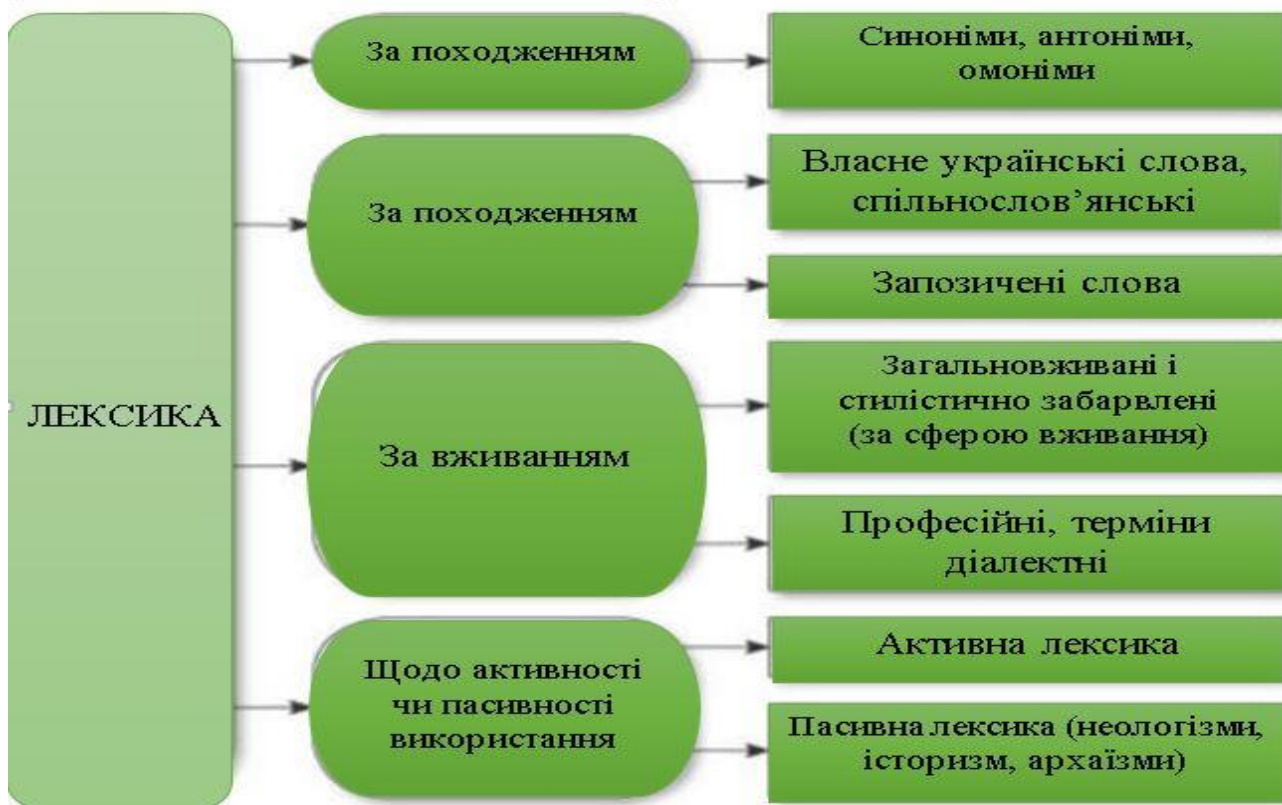 ЛЕКСИКА
За походженням
Синоніми, антоніми,
омоніми
За походженням
Власне українські слова,
спільнослов’янські
Запозичені слова
За вживанням
Загальновживані і
стилістично забарвлені
(за сферою вживання)
Професійні, терміни
діалектні
Щодо активності
чи пасивності
використання
Активна лексика
Пасивна лексика (неологізми,
історизм, архаїзми)